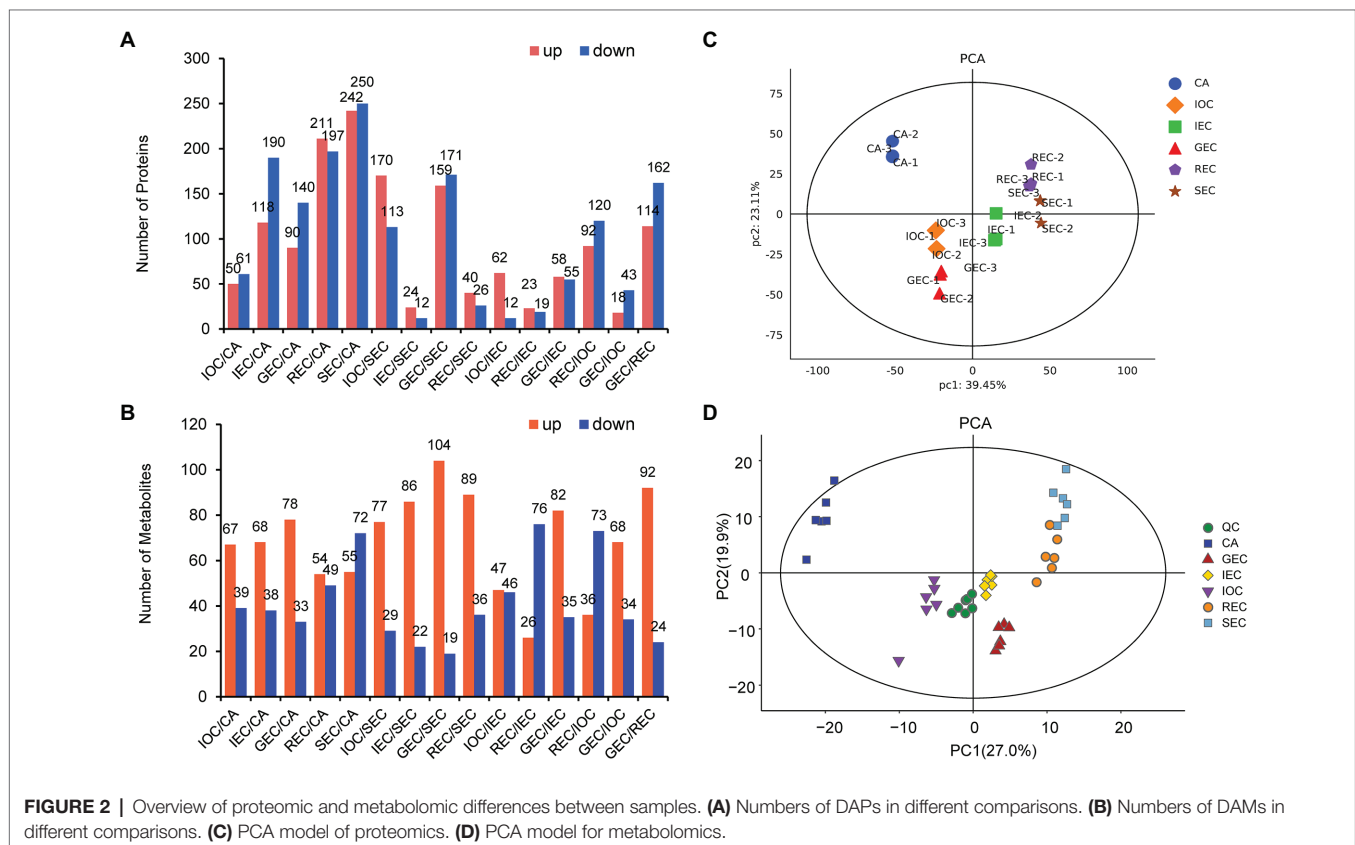 A
up down
Number of Proteins
300
250
200
150
100
50
0
50 61 118 190 90 140 211 197 242 250 170 113 24 12 159 171 40 26 62 12 23 19 58 55 92 120 18 43 114 162
IOC/CA IEC/CA GEC/CA REC/CA SEC/CA IOC/SEC IEC/SEC GEC/SEC REC/SEC IOC/IEC REC/IEC GEC/IEC REC/IOC GEC/IOC GEC/REC
B
up down
Number of Metabolites
120
100
80
60
40
20
0
67 39 68 38 78 33 54 49 55 72 77 29 86 22 104 19 89 36 47 46 26 76 82 35 36 73 68 34 92 24
IOC/CA IEC/CA GEC/CA REC/CA SEC/CA IOC/SEC IEC/SEC GEC/SEC REC/SEC IOC/IEC REC/IEC GEC/IEC REC/IOC GEC/IOC GEC/REC
C
PCA
pc2: 23.11%
75
50
25
0
-25
-50
-75
CA-2
CA-3
CA-1
REC-2
REC-3 REC-1
SEC-3
SEC-1
IEC-2
SEC-2
IOC-3
IOC-1
IEC-1
IEC-3
IOC-2
GEC-3
GEC-1
GEC-2
-100 -50 0 50 100
pc1: 39.45%
CA
IOC
IEC
GEC
REC
SEC
D
PCA
PC2(19.9%)
20
10
0
−10
−20
−20 −10 0 10 20
PC1(27.0%)
QC
CA
GEC
IEC
IOC
REC
SEC
FIGURE 2 | Overview of proteomic and metabolomic differences between samples. (A) Numbers of DAPs in different comparisons. (B) Numbers of DAMs in
different comparisons. (C) PCA model of proteomics. (D) PCA model for metabolomics.